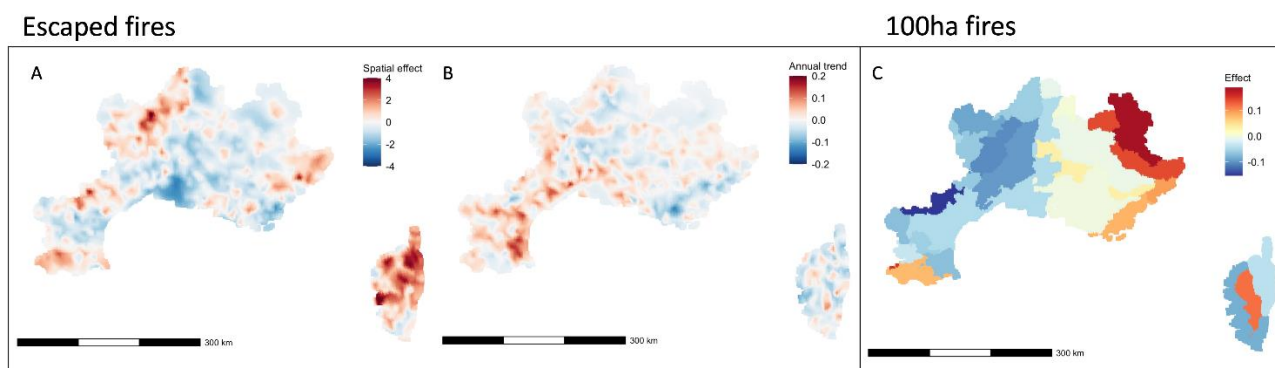 Escaped fires
100ha fires
A
Spatial effect
4
2
0
-2
-4
300 km
B
Annual trend
0.2
0.1
0.0
-0.1
-0.2
300 km
C
Effect
0.1
0.0
-0.1
300 km